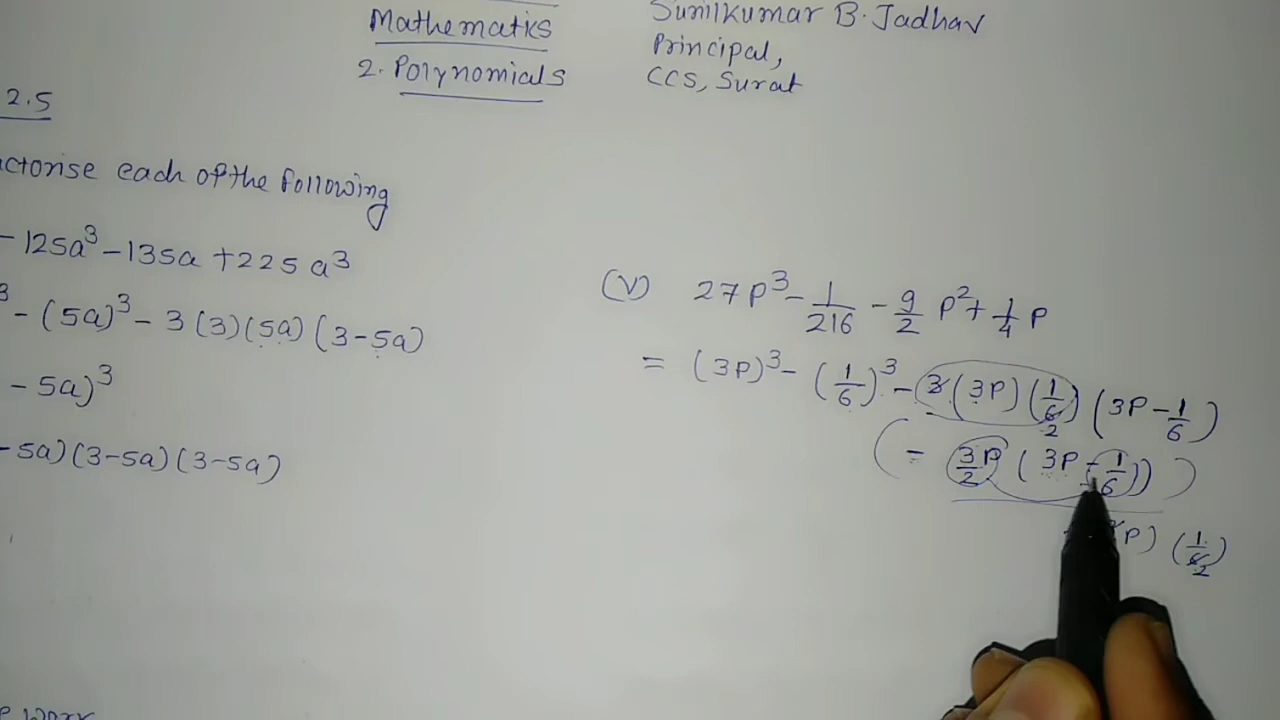 Mathematics
2. Polynomials
Sunilkumar B. Jadhav
Principal,
CCS, Surat
2.5
ctorise each of the following
- 125a³ - 135a + 225a³
³ - (5a)³ - 3(3)(5a)(3-5a)
- 5a)³
-5a)(3-5a)(3-5a)
(V) 27P³ - 1/216 - 9/2 P² + 1/4 P
= (3P)³ - (1/6)³ - 3(3P)(1/6)(3P - 1/6)
2
(- 3P/2 (3P - 1/6))
P) (1/6)
2